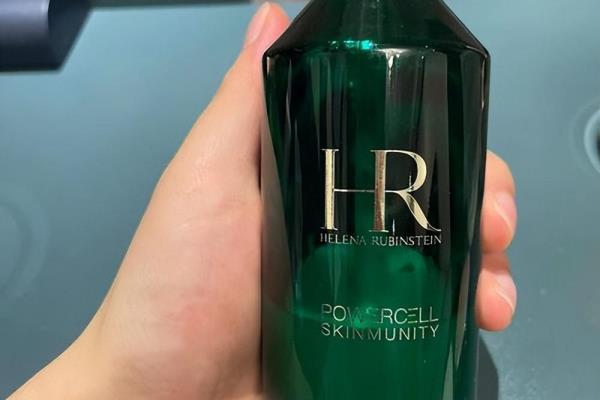 HR
HELENA RUBINSTEIN
POWERCELL
SKINMUNITY